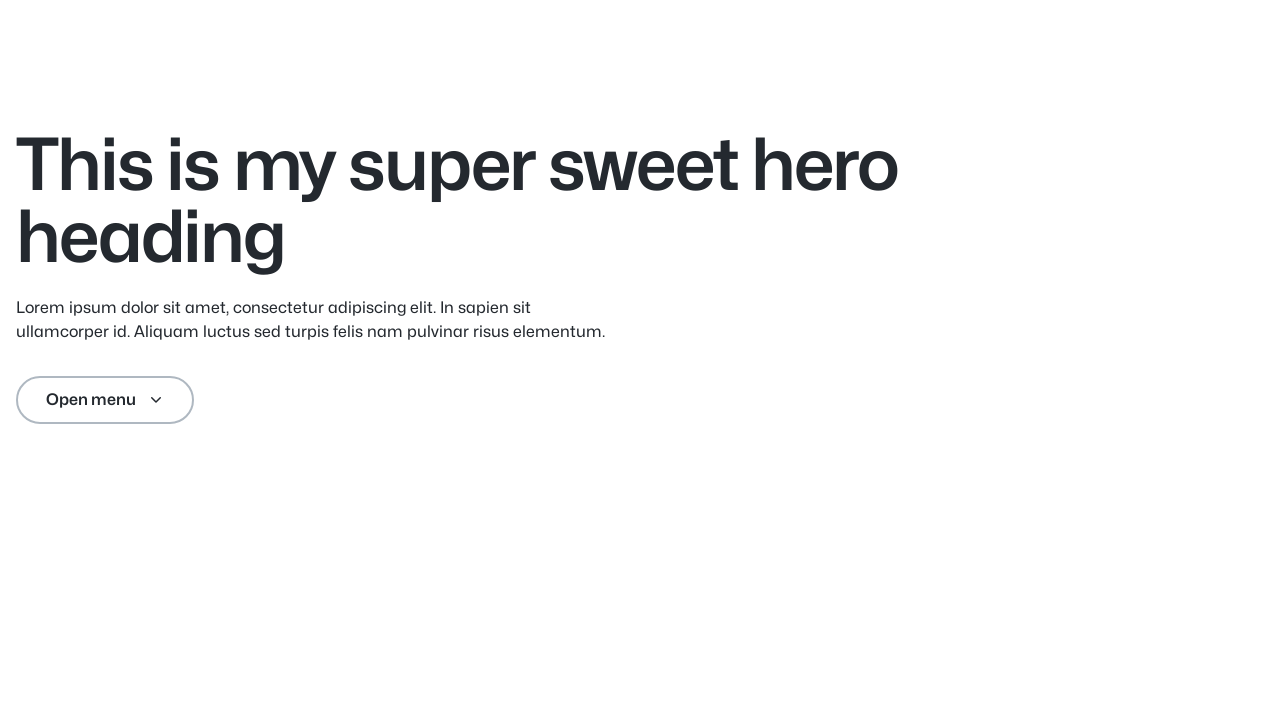 This is my super sweet hero
heading
Lorem ipsum dolor sit amet, consectetur adipiscing elit. In sapien sit
ullamcorper id. Aliquam luctus sed turpis felis nam pulvinar risus elementum.
Open menu